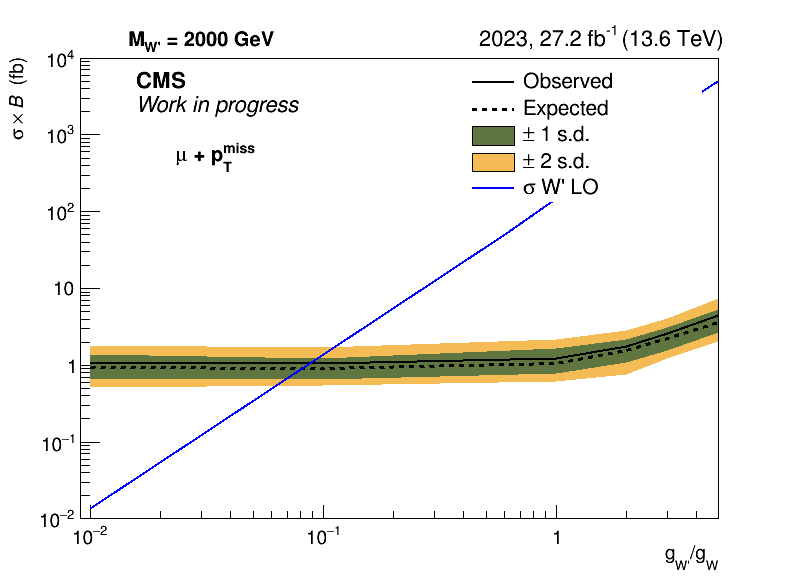 M_W' = 2000 GeV
2023, 27.2 fb⁻¹ (13.6 TeV)
σ × B (fb)
CMS
Work in progress
μ + p_T^miss
Observed
Expected
± 1 s.d.
± 2 s.d.
σ W' LO
10⁴
10³
10²
10
1
10⁻¹
10⁻²
10⁻² 10⁻¹ 1
g_W'/g_W